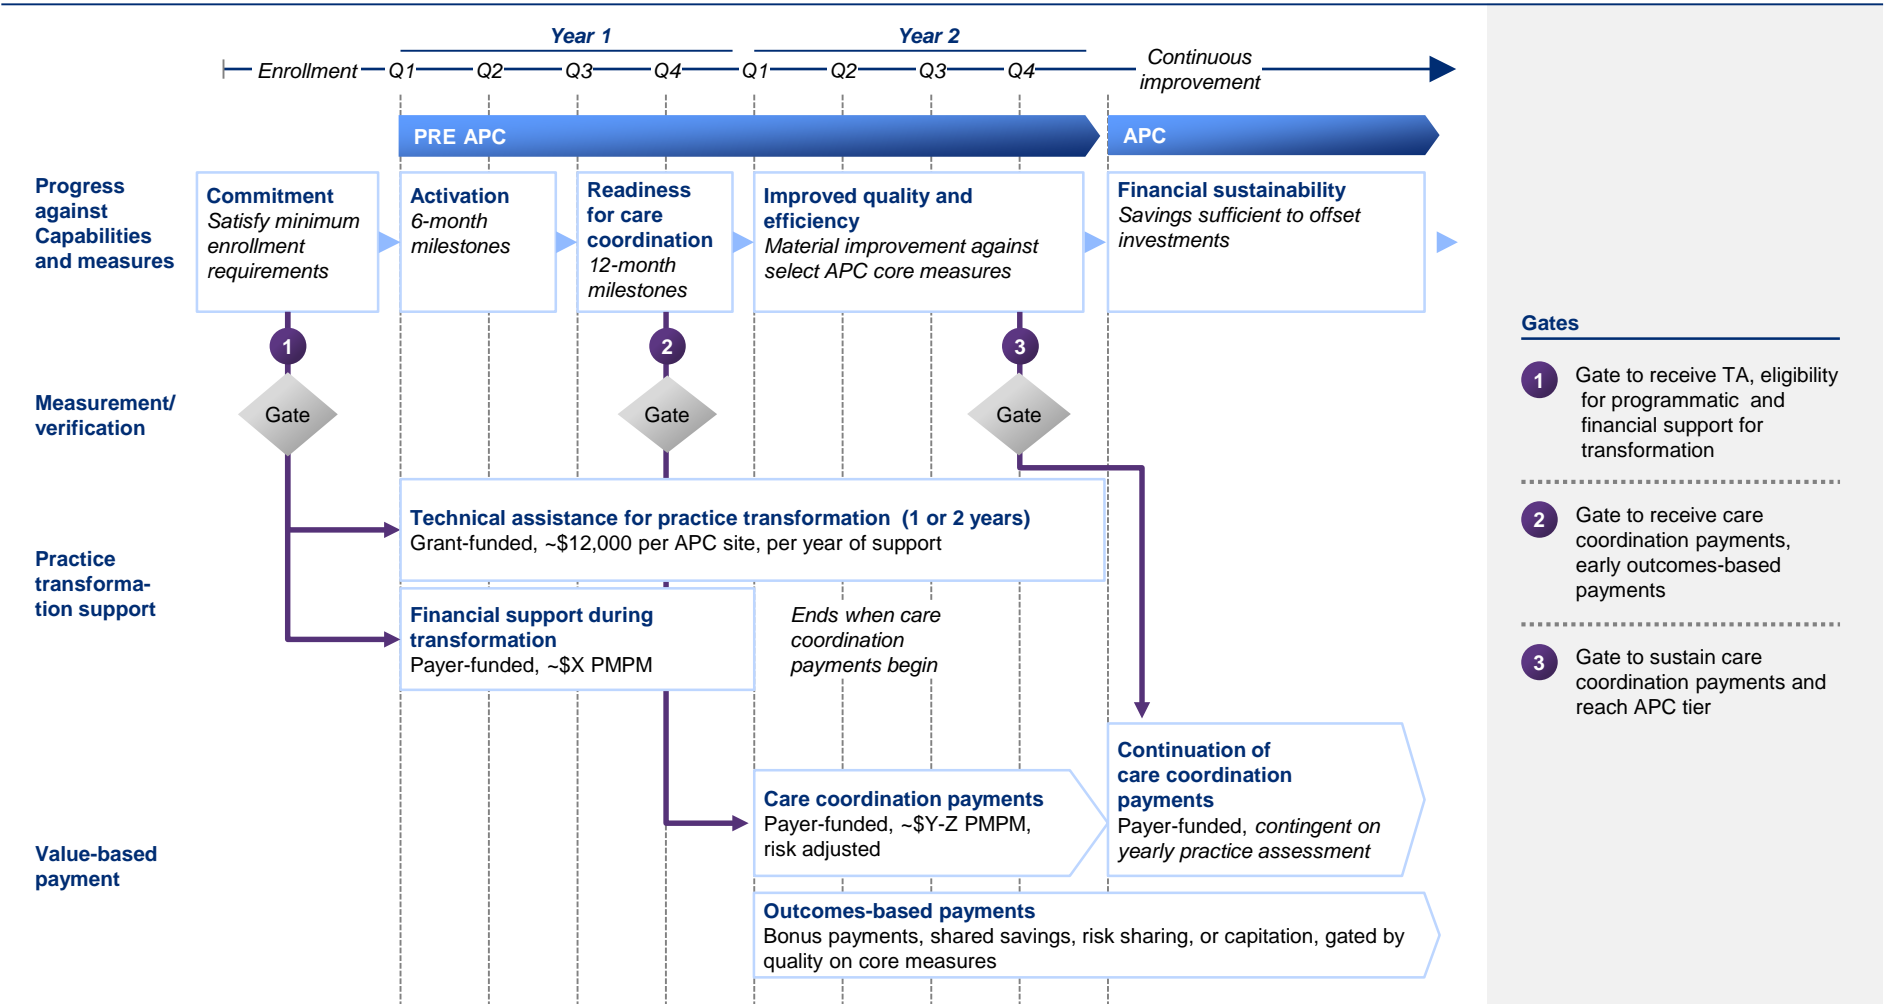 Year 1
Year 2
Enrollment
Q1
Q2
Q3
Q4
Q1
Q2
Q3
Q4
Continuous
improvement
PRE APC
APC
Progress
against
Capabilities
and measures
Commitment
Satisfy minimum
enrollment
requirements
Activation
6-month
milestones
Readiness
for care
coordination
12-month
milestones
Improved quality and
efficiency
Material improvement against
select APC core measures
Financial sustainability
Savings sufficient to offset
investments
1
2
3
Measurement/
verification
Gate
Gate
Gate
Practice
transforma-
tion support
Technical assistance for practice transformation (1 or 2 years)
Grant-funded, ~$12,000 per APC site, per year of support
Financial support during
transformation
Payer-funded, ~$X PMPM
Ends when care
coordination
payments begin
Value-based
payment
Care coordination payments
Payer-funded, ~$Y-Z PMPM,
risk adjusted
Continuation of
care coordination
payments
Payer-funded, contingent on
yearly practice assessment
Outcomes-based payments
Bonus payments, shared savings, risk sharing, or capitation, gated by
quality on core measures
Gates
1
Gate to receive TA, eligibility
for programmatic and
financial support for
transformation
2
Gate to receive care
coordination payments,
early outcomes-based
payments
3
Gate to sustain care
coordination payments and
reach APC tier